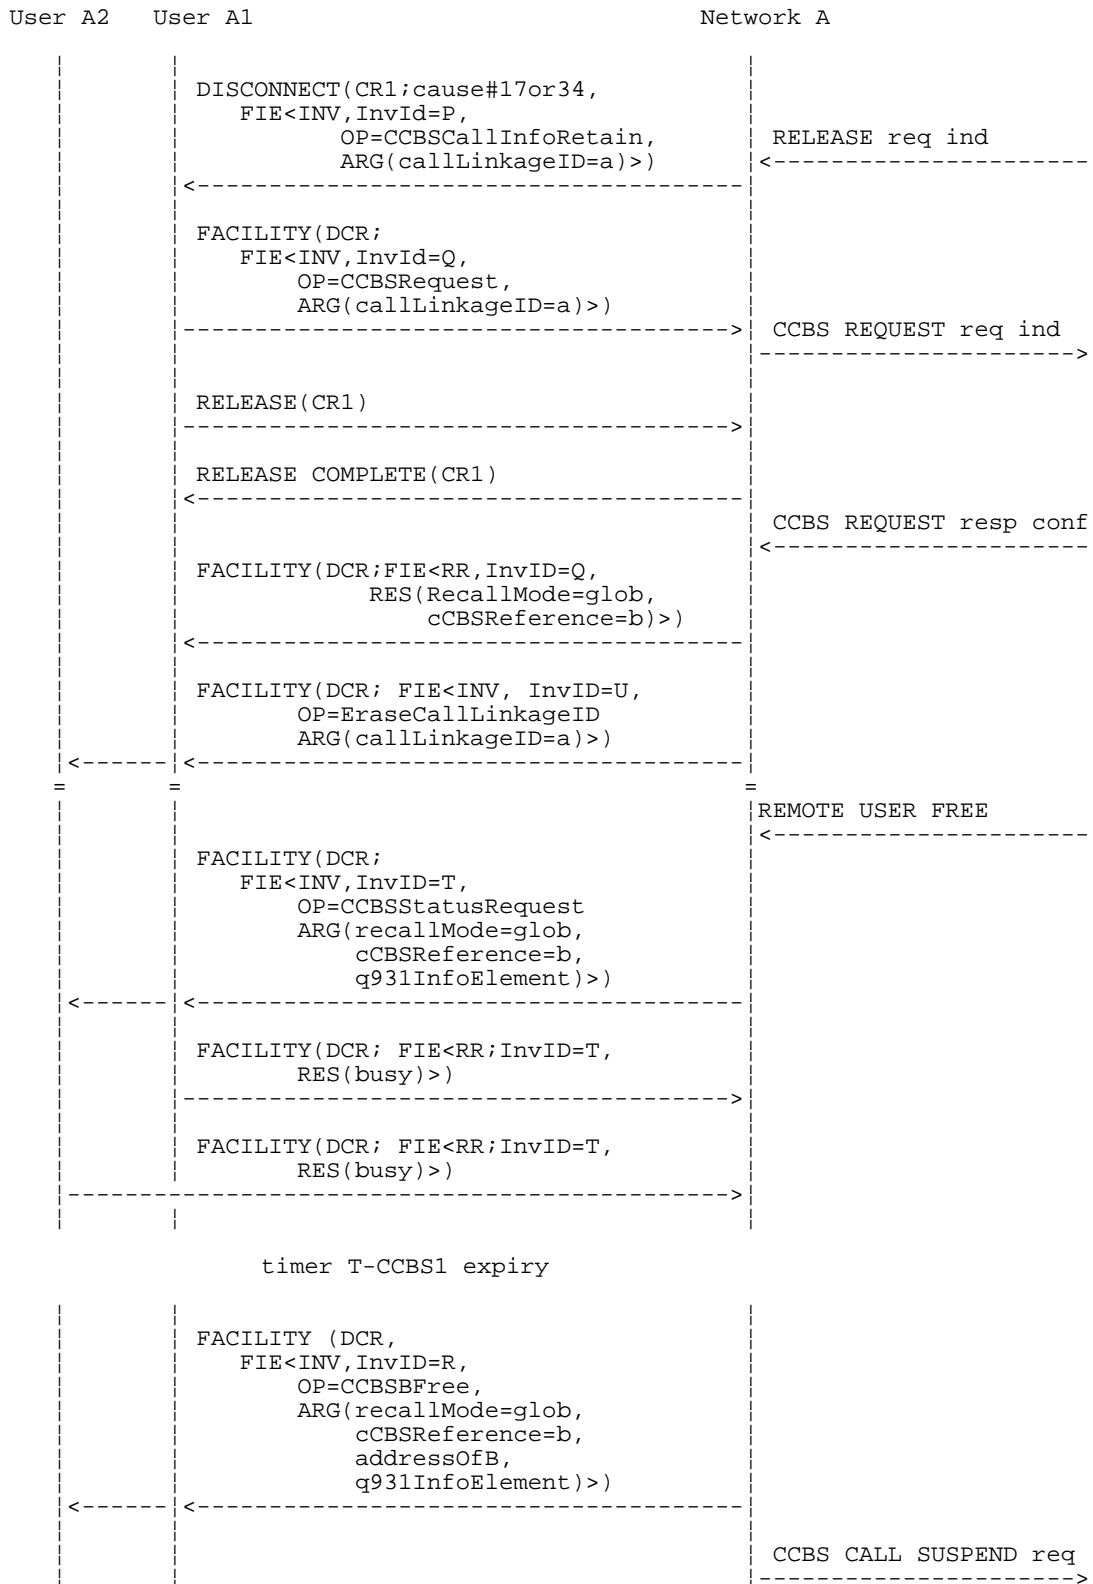 User A2 User A1 Network A
DISCONNECT(CR1;cause#17or34,
FIE<INV,InvId=P,
OP=CCBSCallInfoRetain,
RELEASE req ind
ARG(callLinkageID=a)>)
FACILITY(DCR;
FIE<INV,InvId=Q,
OP=CCBSRequest,
ARG(callLinkageID=a)>)
CCBS REQUEST req ind
RELEASE(CR1)
RELEASE COMPLETE(CR1)
CCBS REQUEST resp conf
FACILITY(DCR;FIE<RR,InvID=Q,
RES(RecallMode=glob,
cCBSReference=b)>)
FACILITY(DCR; FIE<INV, InvID=U,
OP=EraseCallLinkageID
ARG(callLinkageID=a)>)
REMOTE USER FREE
FACILITY(DCR;
FIE<INV,InvID=T,
OP=CCBSStatusRequest
ARG(recallMode=glob,
cCBSReference=b,
q931InfoElement)>)
FACILITY(DCR; FIE<RR;InvID=T,
RES(busy)>)
FACILITY(DCR; FIE<RR;InvID=T,
RES(busy)>)
timer T-CCBS1 expiry
FACILITY (DCR,
FIE<INV,InvID=R,
OP=CCBSBFree,
ARG(recallMode=glob,
cCBSReference=b,
addressOfB,
q931InfoElement)>)
CCBS CALL SUSPEND req